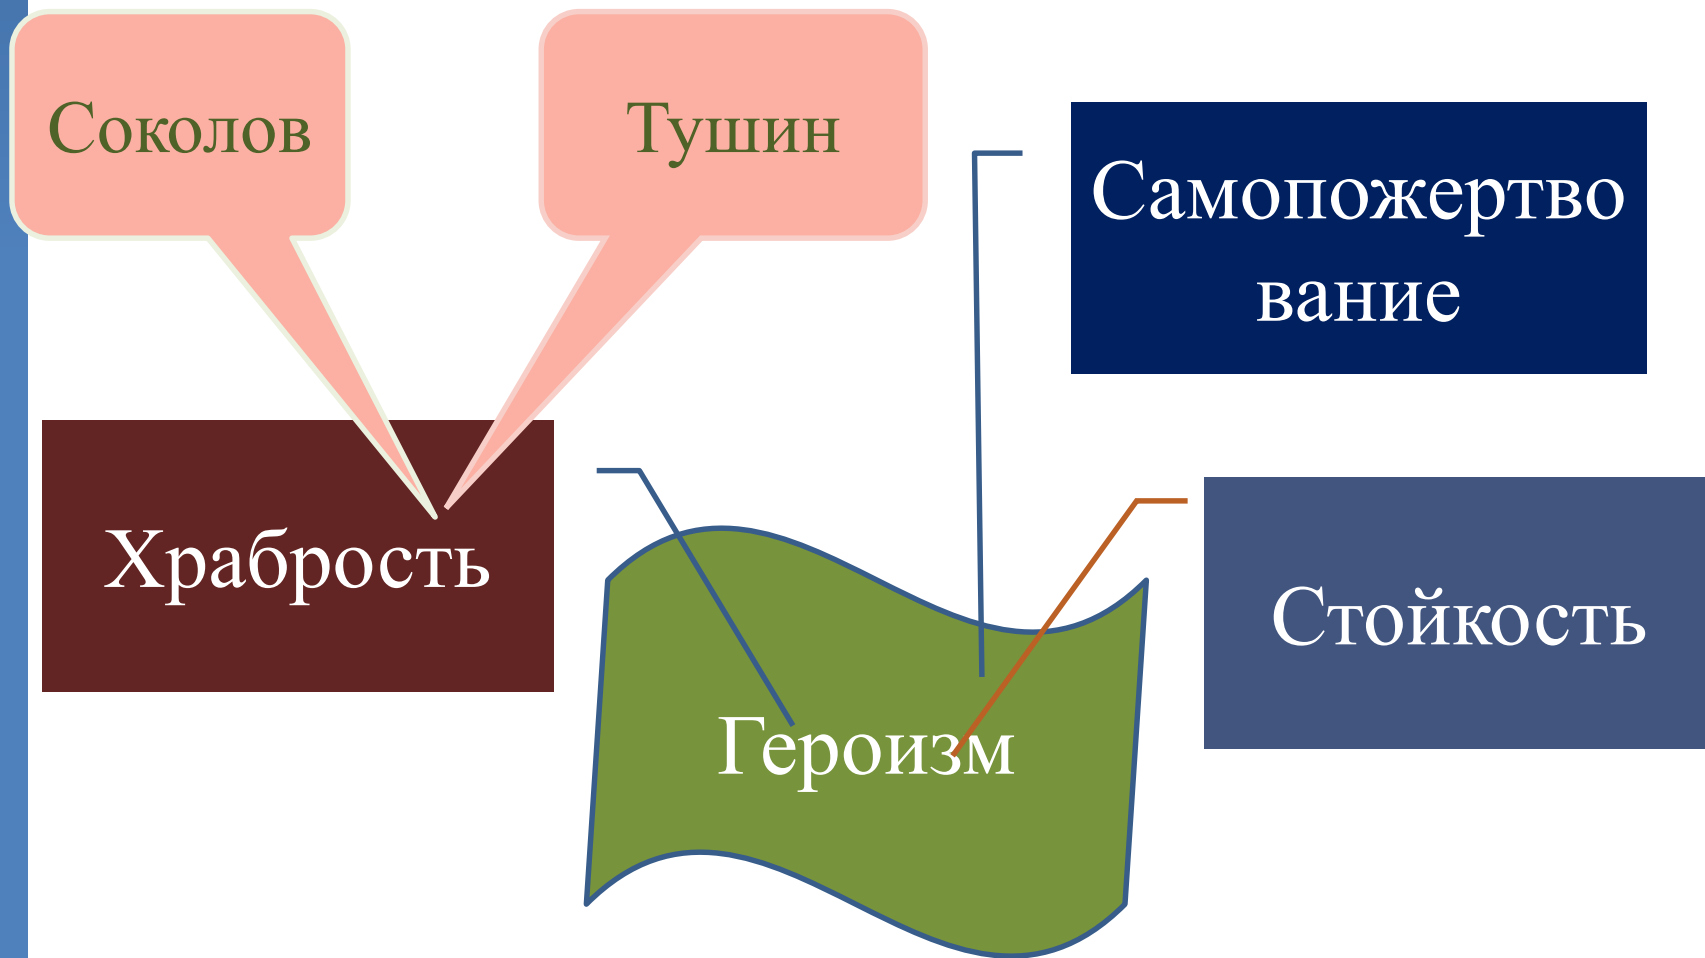 Соколов
Тушин
Самопожертво
вание
Храбрость
Стойкость
Героизм